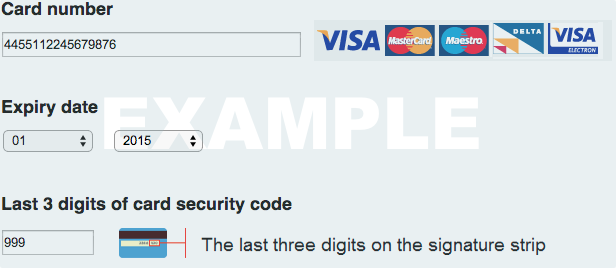 Card number
4455112245679876
VISA MasterCard Maestro DELTA VISA ELECTRON
EXAMPLE
Expiry date
01 2015
Last 3 digits of card security code
999
The last three digits on the signature strip